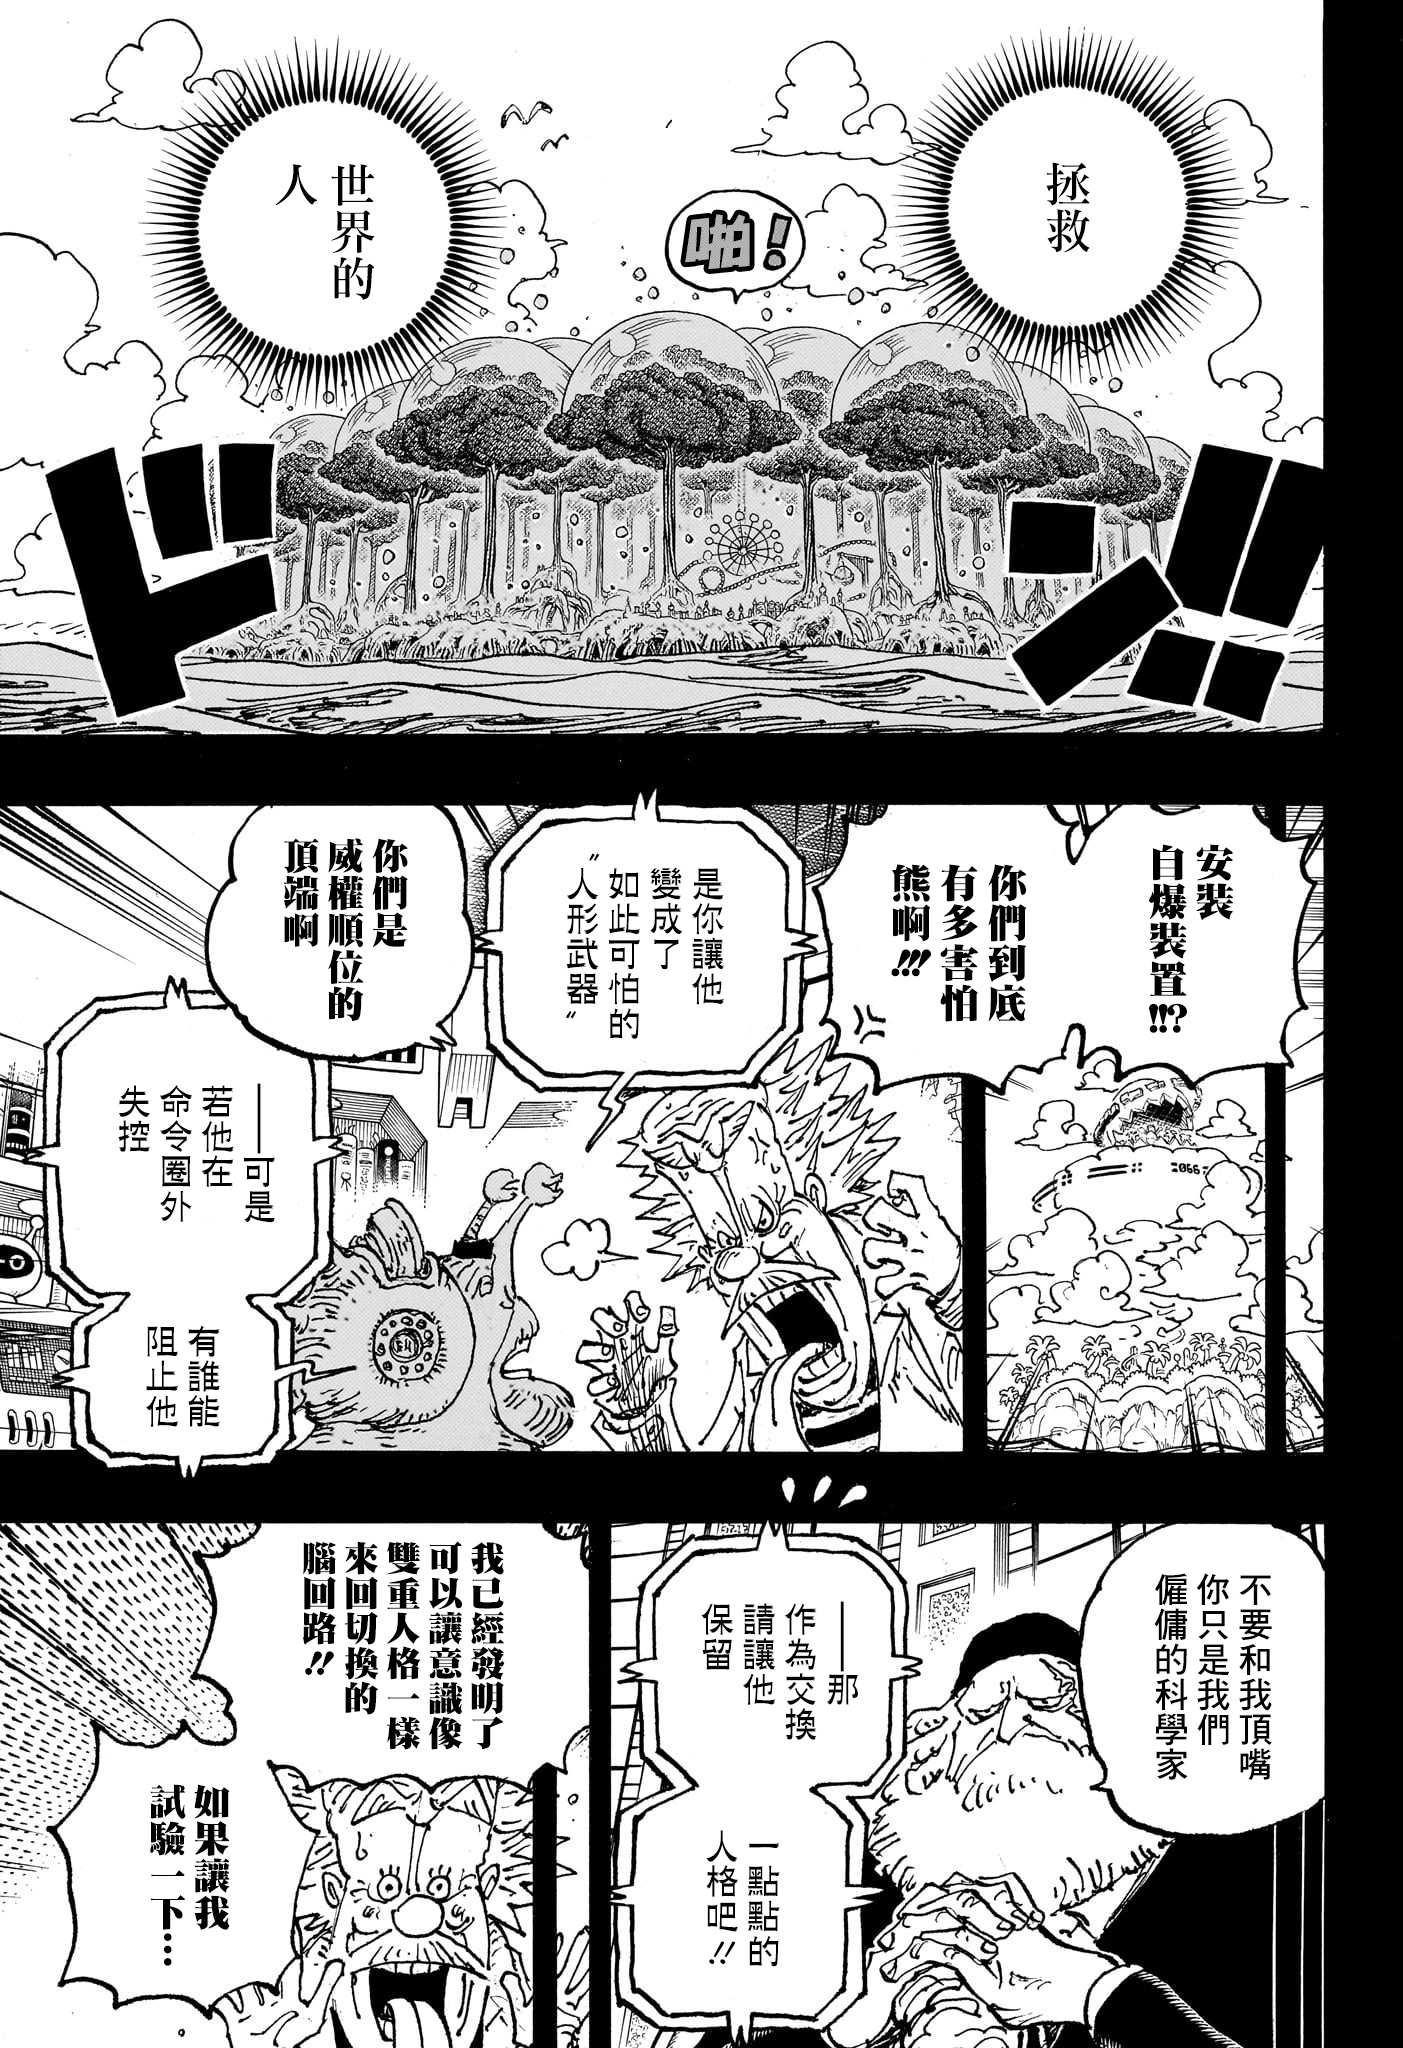 拯救
啪！
世界的
人
ドン!!
安裝
自爆裝置!!?
你們到底
有多害怕
熊啊!!!
是你讓他
變成了
如此可怕的
〝人形武器〞
你們是
威權順位的
頂端啊
──可是
若他在
命令圈外
失控
有誰能
阻止他
066
不要和我頂嘴
你只是我們
僱傭的科學家
──那
作為交換
請讓他
保留
一點點的
人格吧!!
我已經發明了
可以讓意識像
雙重人格一樣
來回切換的
腦回路!!
如果讓我
試驗一下…